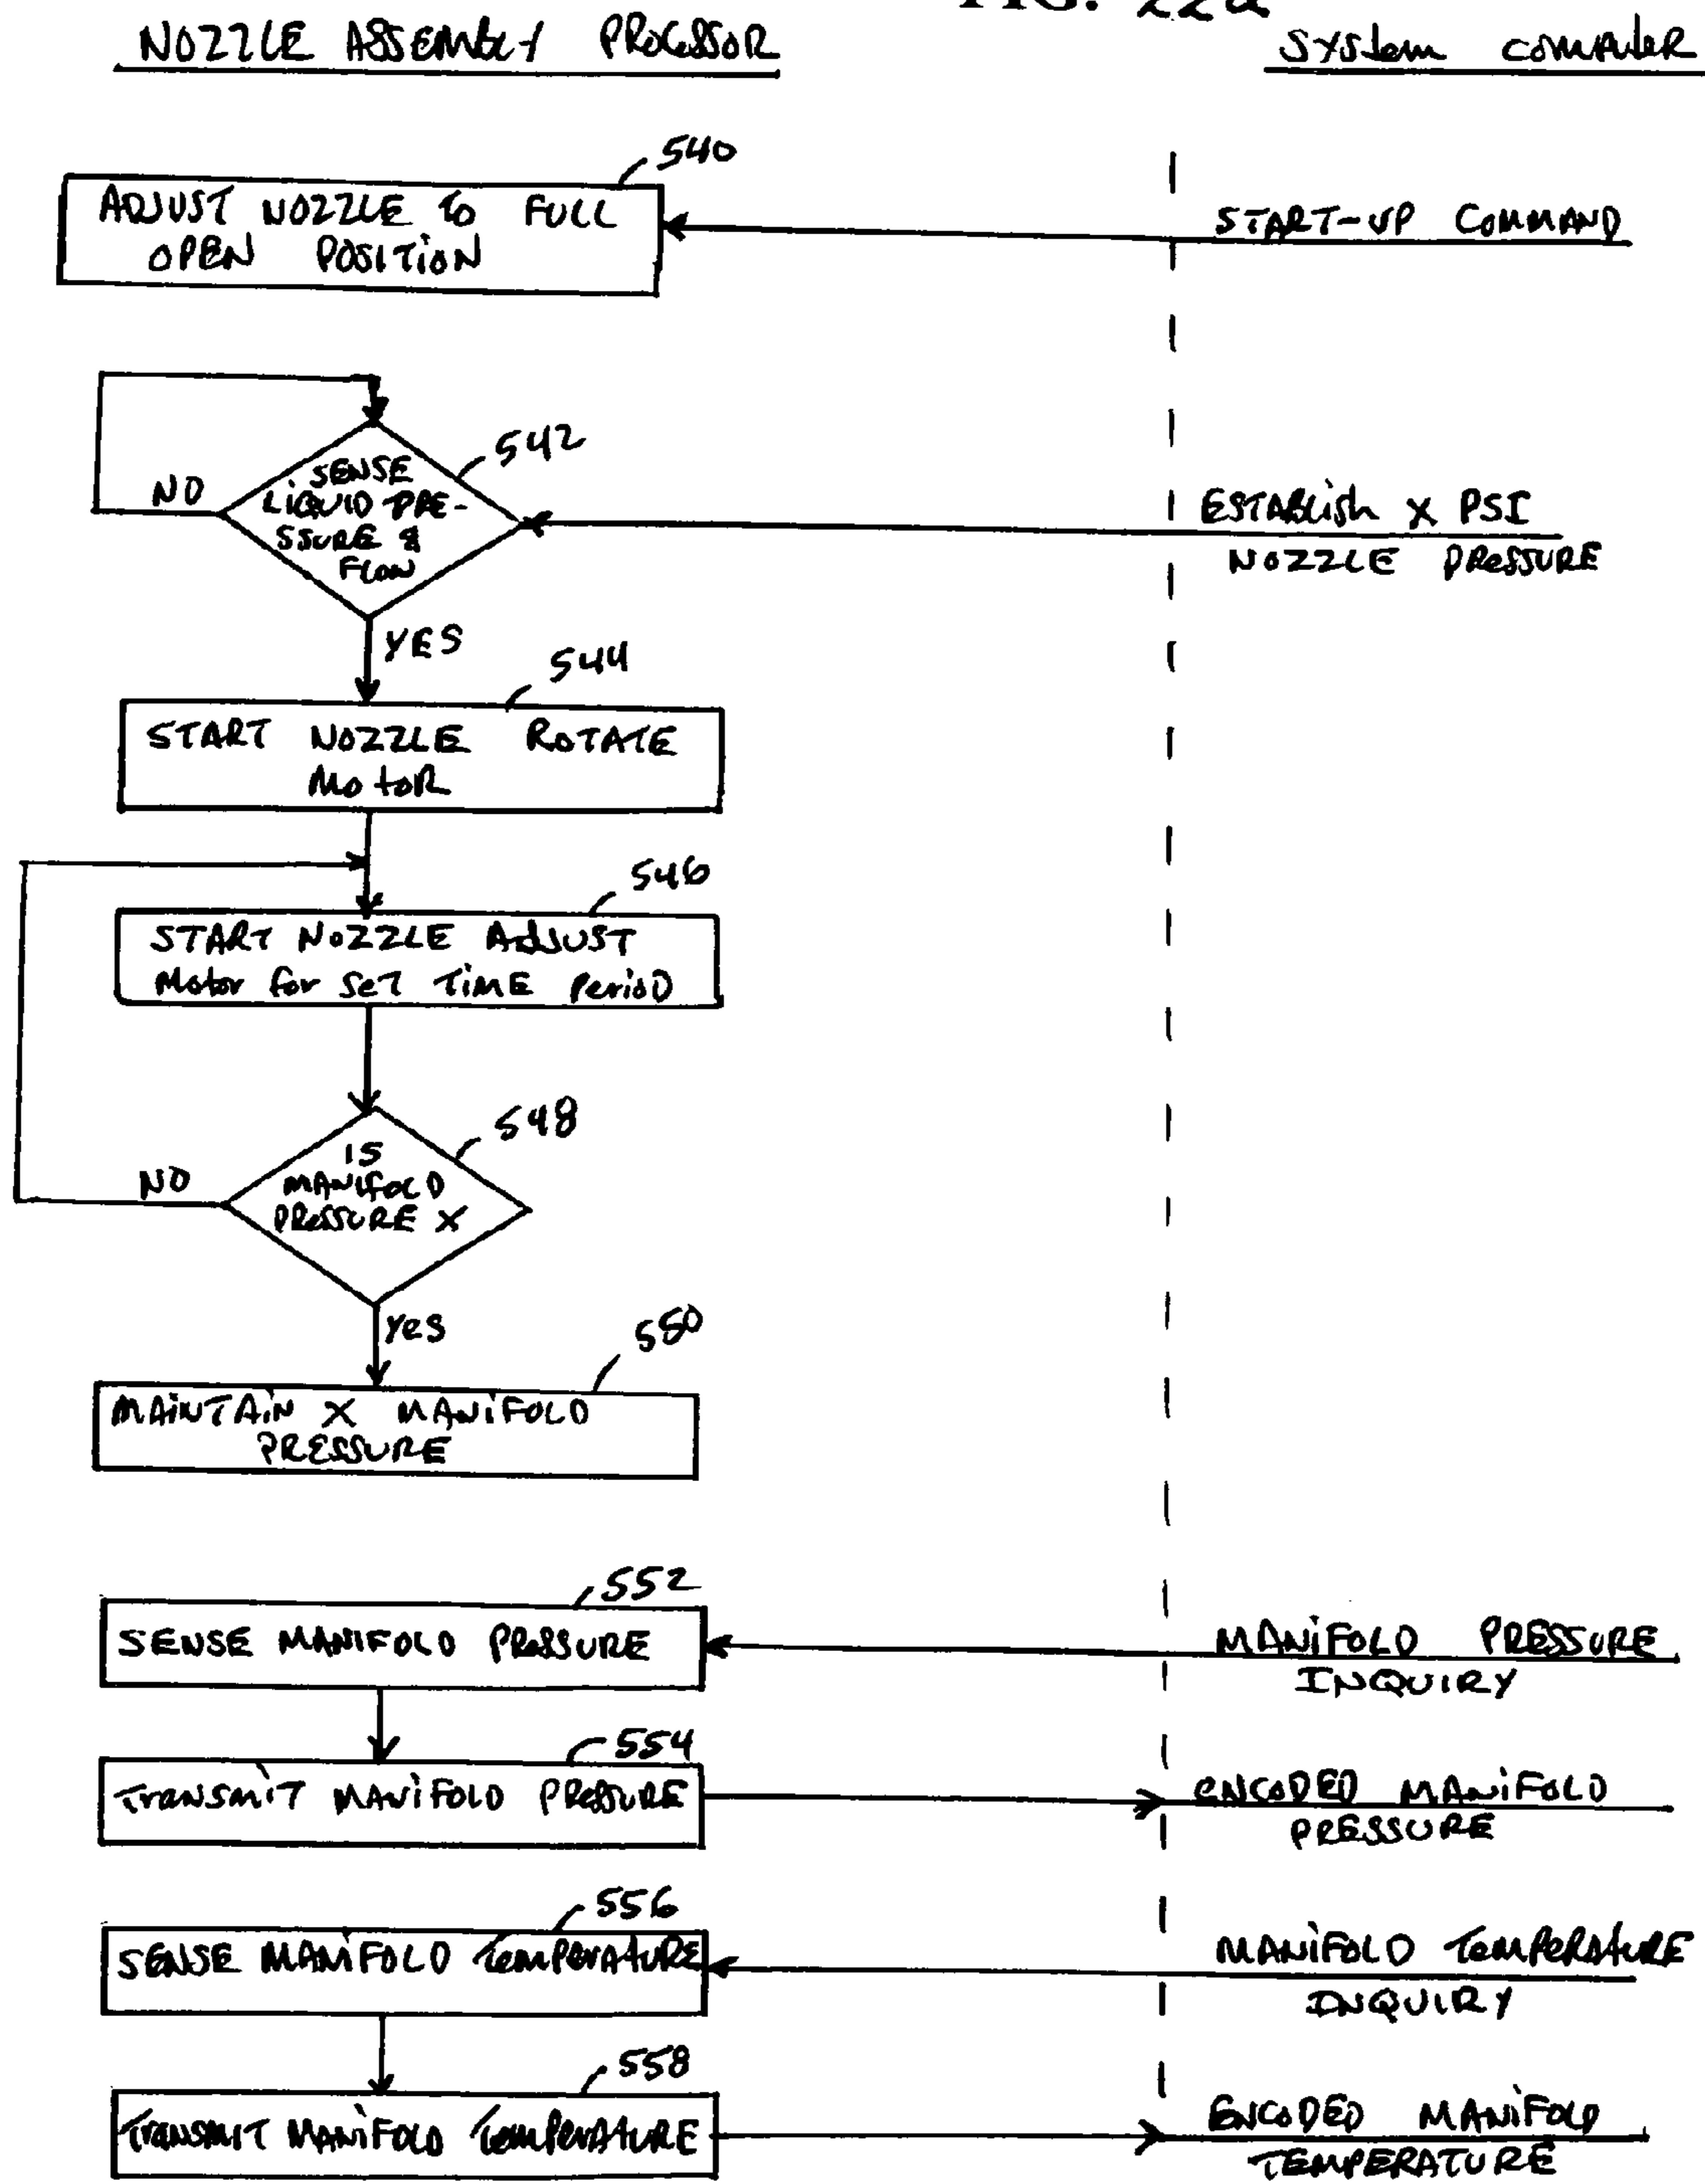 FIG. 22a
NOZZLE ASSEMBLY PROCESSOR
SYStem COMPUTER
540
ADJUST NOZZLE TO FULL
OPEN POSITION
START-UP COMMAND
542
SENSE
LIQUID PRE-
SSURE &
FLOW
NO
ESTABLISh X PSI
NOZZLE PReSSURE
YES
544
START NOZZLE ROTATE
MotoR
546
START NOZZLE AdJUST
Motor for SeT TiME PerioD
548
IS
MANIFOLD
PReSSURE X
NO
Yes
550
MAiNTAiN X MANiFOLD
PRESSURE
552
SENSE MANIFOLD PReSSURE
MANiFOLD PRESSURE
INQUIRY
554
TranSmiT MANiFOLD PReSSURE
eNCODED MANiFOLD
PRESSURE
556
SENSE MANiFOLD TemPeratURE
MANiFOLD TemPeRAtURE
INQUIRY
558
TranSMIT MANiFOLD TemPerAtURE
ENCODED MANiFOLD
TEMPERATURE